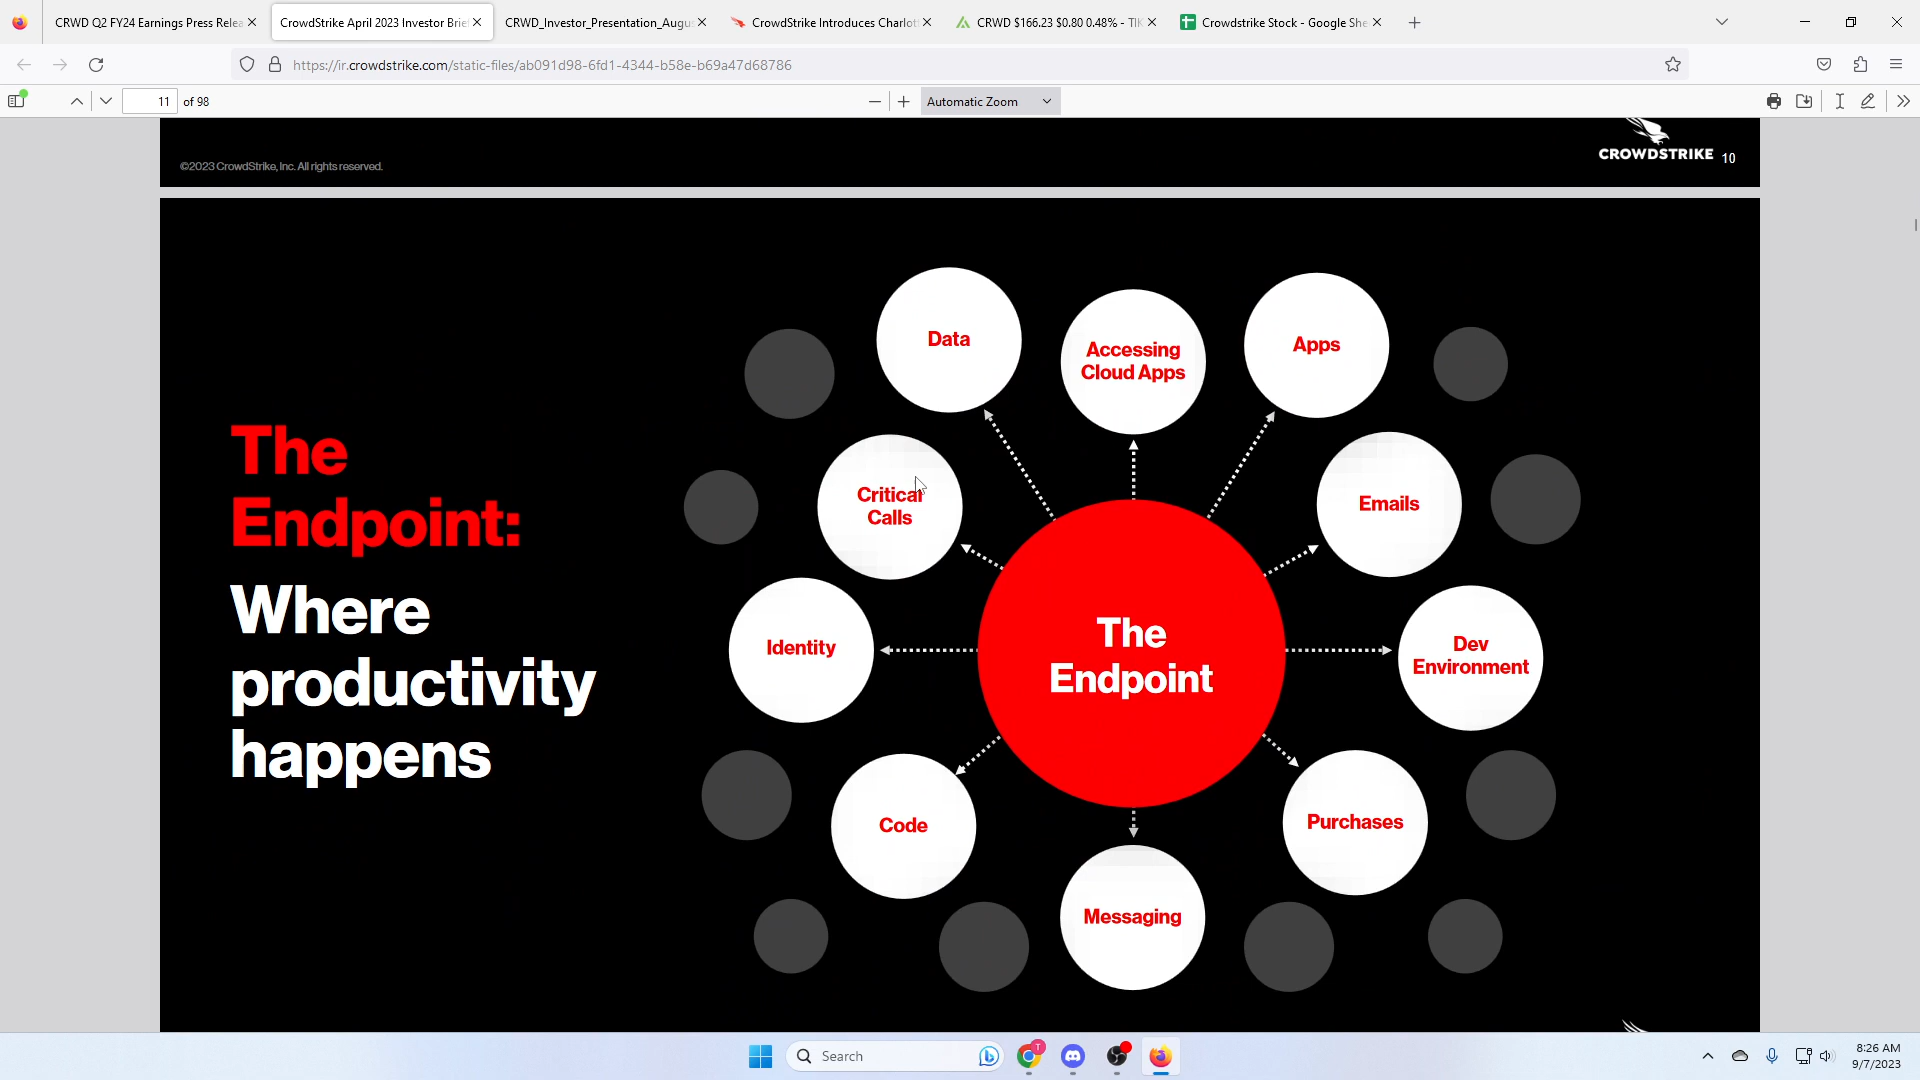 CRWD Q2 FY24 Earnings Press Relea
CrowdStrike April 2023 Investor Brie
CRWD_Investor_Presentation_Augu
CrowdStrike Introduces Charlot
CRWD $166.23 $0.80 0.48% - TIK
Crowdstrike Stock - Google She
https://ir.crowdstrike.com/static-files/ab091d98-6fd1-4344-b58e-b69a47d68786
11 of 98
Automatic Zoom
©2023 CrowdStrike, Inc. All rights reserved.
CROWDSTRIKE 10
The
Endpoint:
Where
productivity
happens
Data
Accessing
Cloud Apps
Apps
Critical
Calls
Emails
Identity
The
Endpoint
Dev
Environment
Code
Purchases
Messaging
Search
T
8:26 AM
9/7/2023